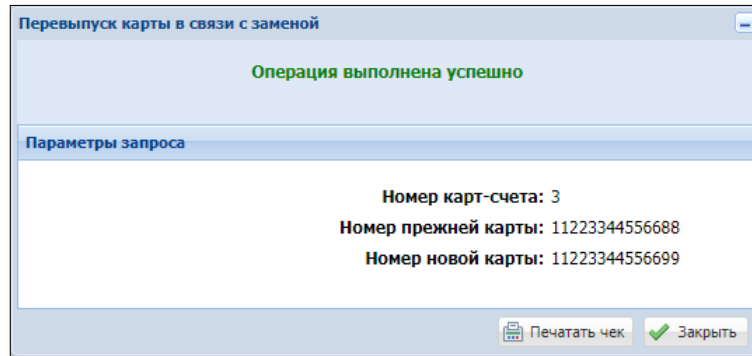 Перевыпуск карты в связи с заменой
Операция выполнена успешно
Параметры запроса
Номер карт-счета: 3
Номер прежней карты: 11223344556688
Номер новой карты: 11223344556699
Печатать чек Закрыть